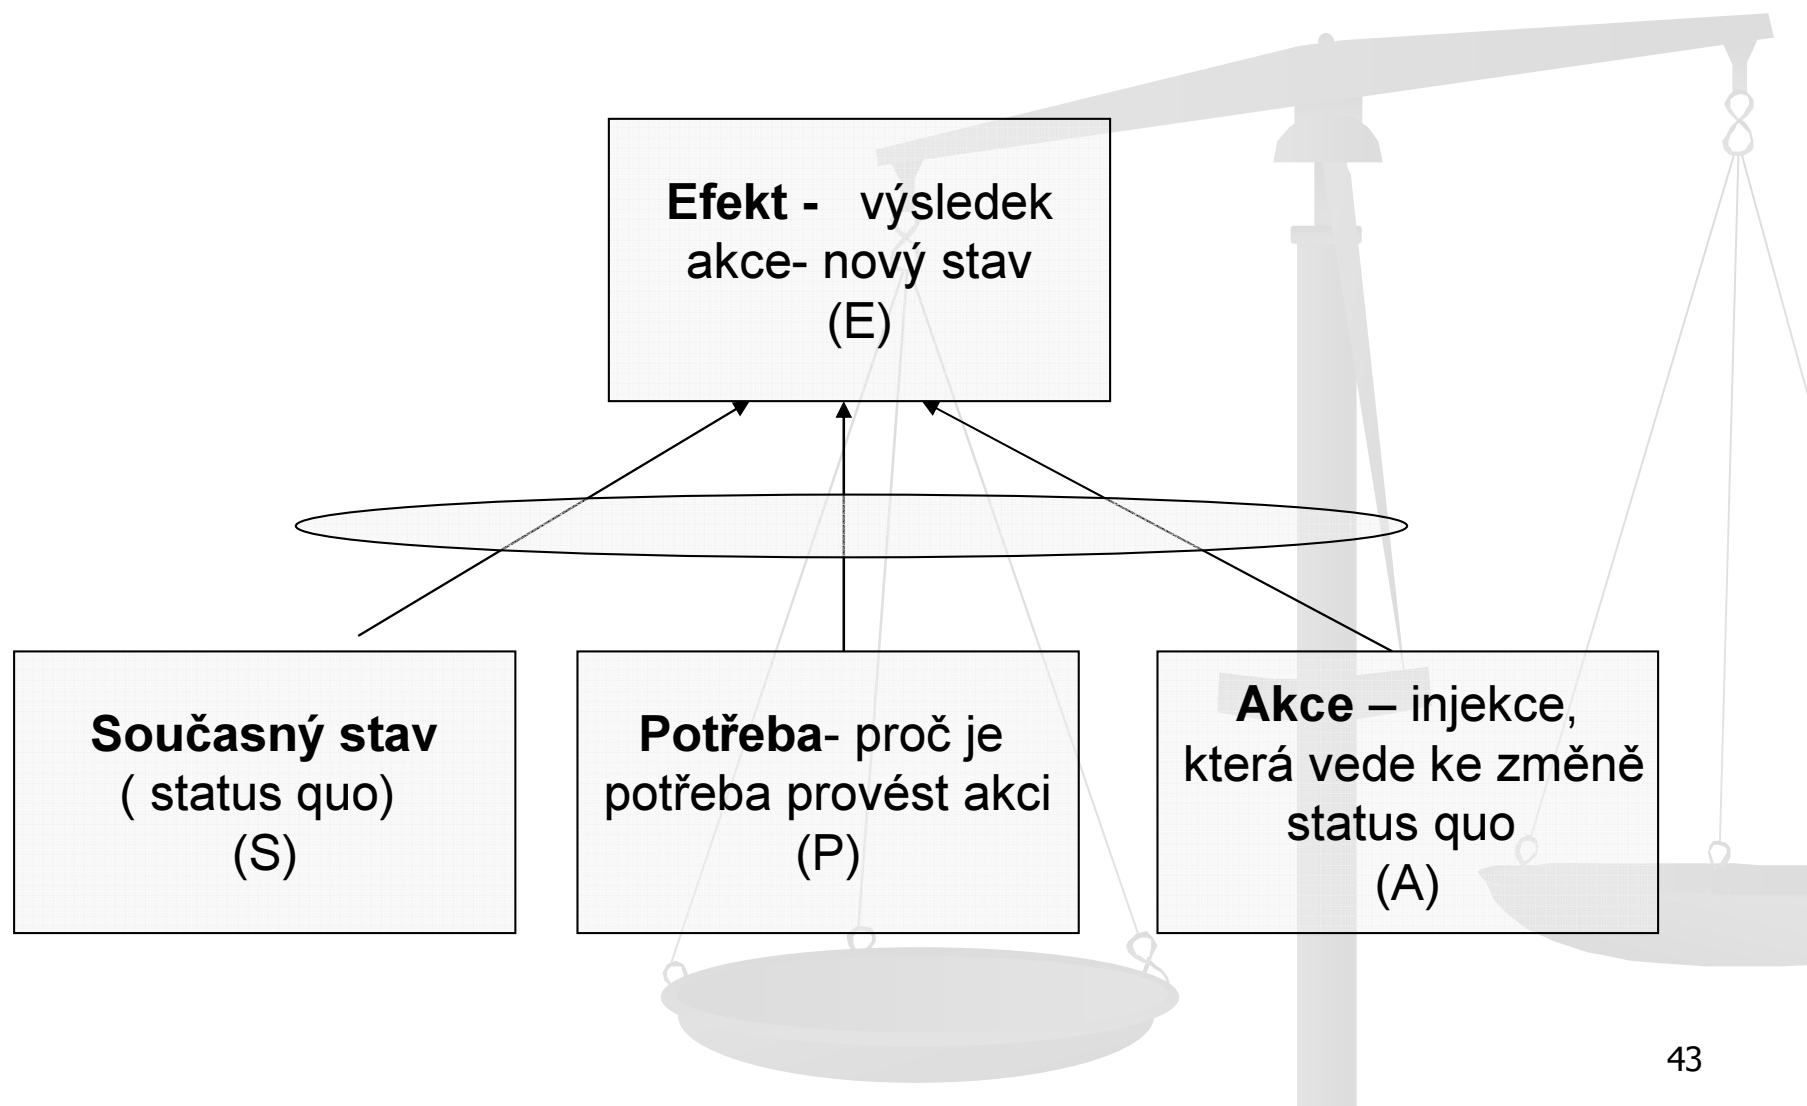 Efekt -   výsledek
akce- nový stav
(E)
Současný stav
( status quo)
(S)
Potřeba- proč je
potřeba provést akci
(P)
Akce – injekce,
která vede ke změně
status quo
(A)
43